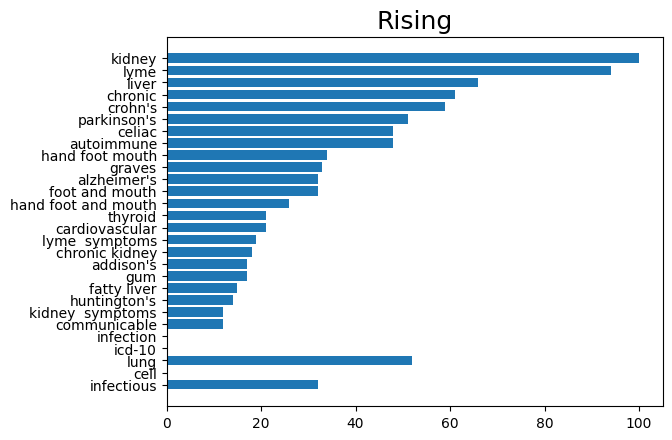 Rising
kidney
lyme
liver
chronic
crohn's
parkinson's
celiac
autoimmune
hand foot mouth
graves
alzheimer's
foot and mouth
hand foot and mouth
thyroid
cardiovascular
lyme  symptoms
chronic kidney
addison's
gum
fatty liver
huntington's
kidney  symptoms
communicable
infection
icd-10
lung
cell
infectious
0 20 40 60 80 100